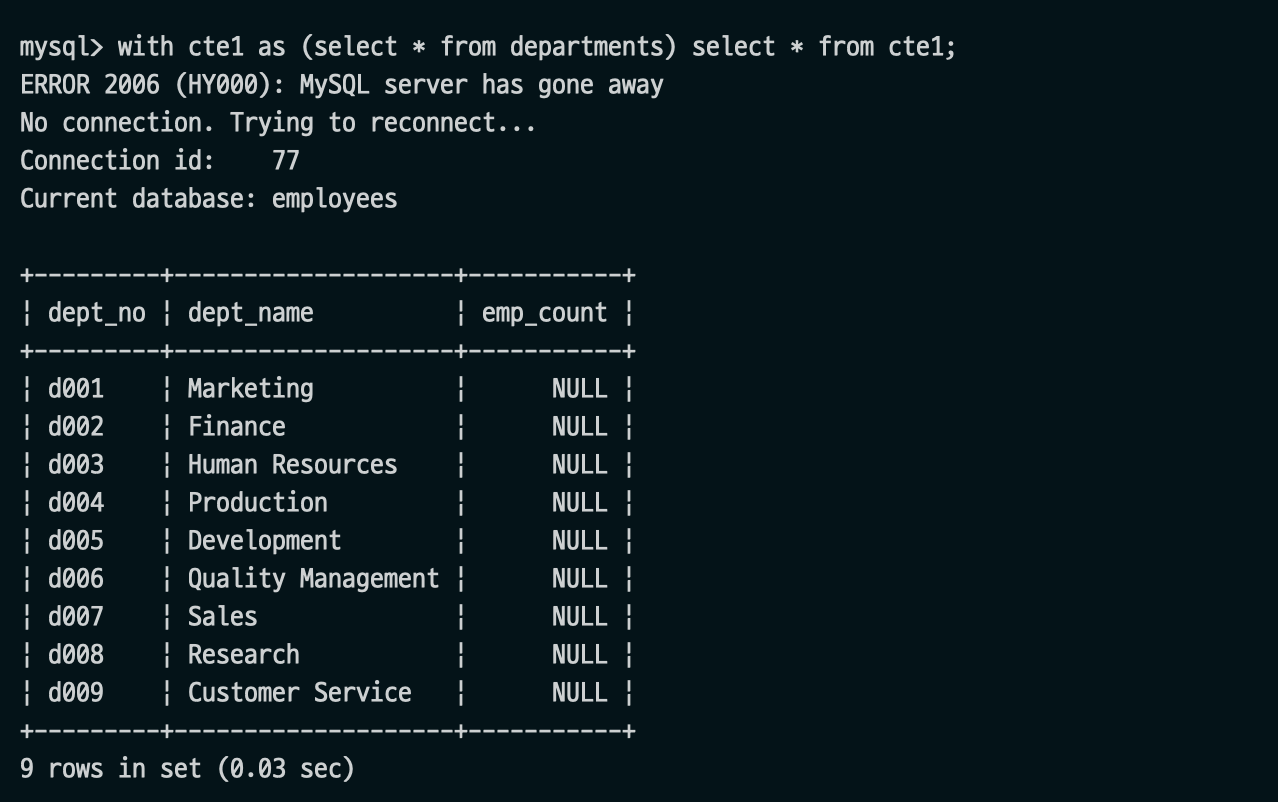 mysql> with cte1 as (select * from departments) select * from cte1;
ERROR 2006 (HY000): MySQL server has gone away
No connection. Trying to reconnect...
Connection id:    77
Current database: employees

+---------+--------------------+-----------+
¦ dept_no ¦ dept_name          ¦ emp_count ¦
+---------+--------------------+-----------+
¦ d001    ¦ Marketing          ¦      NULL ¦
¦ d002    ¦ Finance            ¦      NULL ¦
¦ d003    ¦ Human Resources    ¦      NULL ¦
¦ d004    ¦ Production         ¦      NULL ¦
¦ d005    ¦ Development        ¦      NULL ¦
¦ d006    ¦ Quality Management ¦      NULL ¦
¦ d007    ¦ Sales              ¦      NULL ¦
¦ d008    ¦ Research           ¦      NULL ¦
¦ d009    ¦ Customer Service   ¦      NULL ¦
+---------+--------------------+-----------+
9 rows in set (0.03 sec)